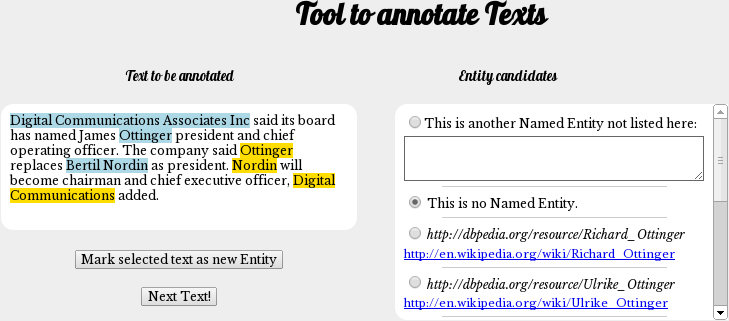 Tool to annotate Texts
Text to be annotated
Digital Communications Associates Inc said its board
has named James Ottinger president and chief
operating officer. The company said Ottinger
replaces Bertil Nordin as president. Nordin will
become chairman and chief executive officer, Digital
Communications added.
Mark selected text as new Entity
Next Text!
Entity candidates
This is another Named Entity not listed here:
This is no Named Entity.
http://dbpedia.org/resource/Richard_Ottinger
http://en.wikipedia.org/wiki/Richard_Ottinger
http://dbpedia.org/resource/Ulrike_Ottinger
http://en.wikipedia.org/wiki/Ulrike_Ottinger